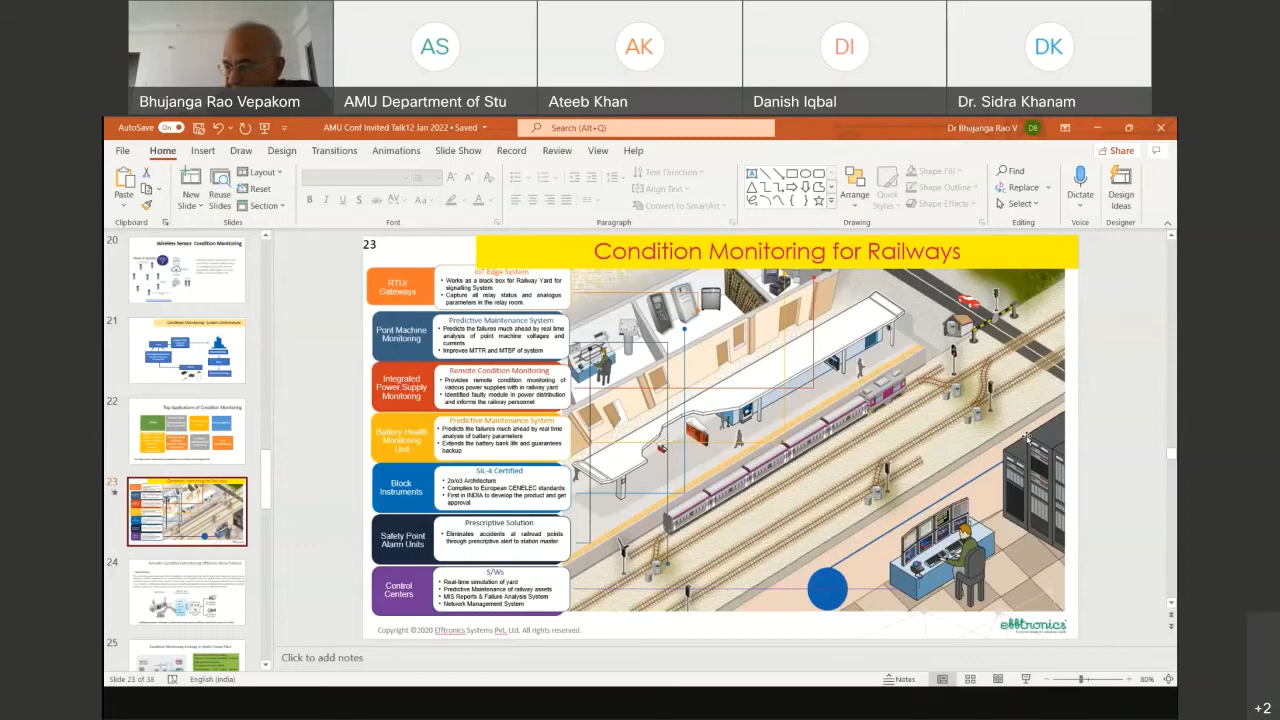 AS
AK
DI
DK
Bhujanga Rao Vepakom
AMU Department of Stu
Ateeb Khan
Danish Iqbal
Dr. Sidra Khanam
AutoSave
On
AMU Conf Invited Talk12 Jan 2022 • Saved
Search (Alt+Q)
Dr Bhujanga Rao V
DB
File
Home
Insert
Draw
Design
Transitions
Animations
Slide Show
Record
Review
View
Help
Share
Paste
New
Slide
Reuse
Slides
Layout
Reset
Section
Text Direction
Align Text
Convert to SmartArt
Arrange
Quick
Styles
Shape Fill
Shape Outline
Shape Effects
Find
Replace
Select
Dictate
Design
Ideas
Clipboard
Slides
Font
Paragraph
Drawing
Editing
Voice
Designer
20
Wireless Sensor Condition Monitoring
21
Condition Monitoring System Architecture
22
Top Applications of Condition Monitoring
23
Condition Monitoring for Railways
24
25
23
Condition Monitoring for Railways
RTU/
Gateways
IoT Edge System
• Works as a black box for Railway Yard for
signalling System
• Capture all relay status and analogue
parameters in the relay room
Pont Machine
Monitoring
Predictive Maintenance System
• Predicts the failures much ahead by real time
analysis of point machine voltages and
currents
• Improves MTTR and MTBF of system
Integrated
Power Supply
Monitoring
Remote Condition Monitoring
• Provides remote condition monitoring of
various power supplies with in railway yard
• Identified faulty module in power distribution
and informs the railway personnel
Battery Health
Monitoring
Unit
Predictive Maintenance System
• Predicts the failures much ahead by real time
analysis of battery parameters
• Extends the battery bank life and guarantees
backup
Block
Instruments
SIL-4 Certified
• 2o/o3 Architecture
• Complies to European CENELEC standards
• First in INDIA to develop the product and get
approval
Safety Point
Alarm Units
Prescriptive Solution
• Eliminates accidents at railroad points
through prescriptive alert to station master
Control
Centers
S/Ws
• Real-time simulation of yard
• Predictive Maintenance of railway assets
• MIS Reports & Failure Analysis System
• Network Management System
Copyright ©2020 Efftronics Systems Pvt. Ltd. All rights reserved.
efftronics
Click to add notes
Slide 23 of 38
English (India)
Notes
80%
+2